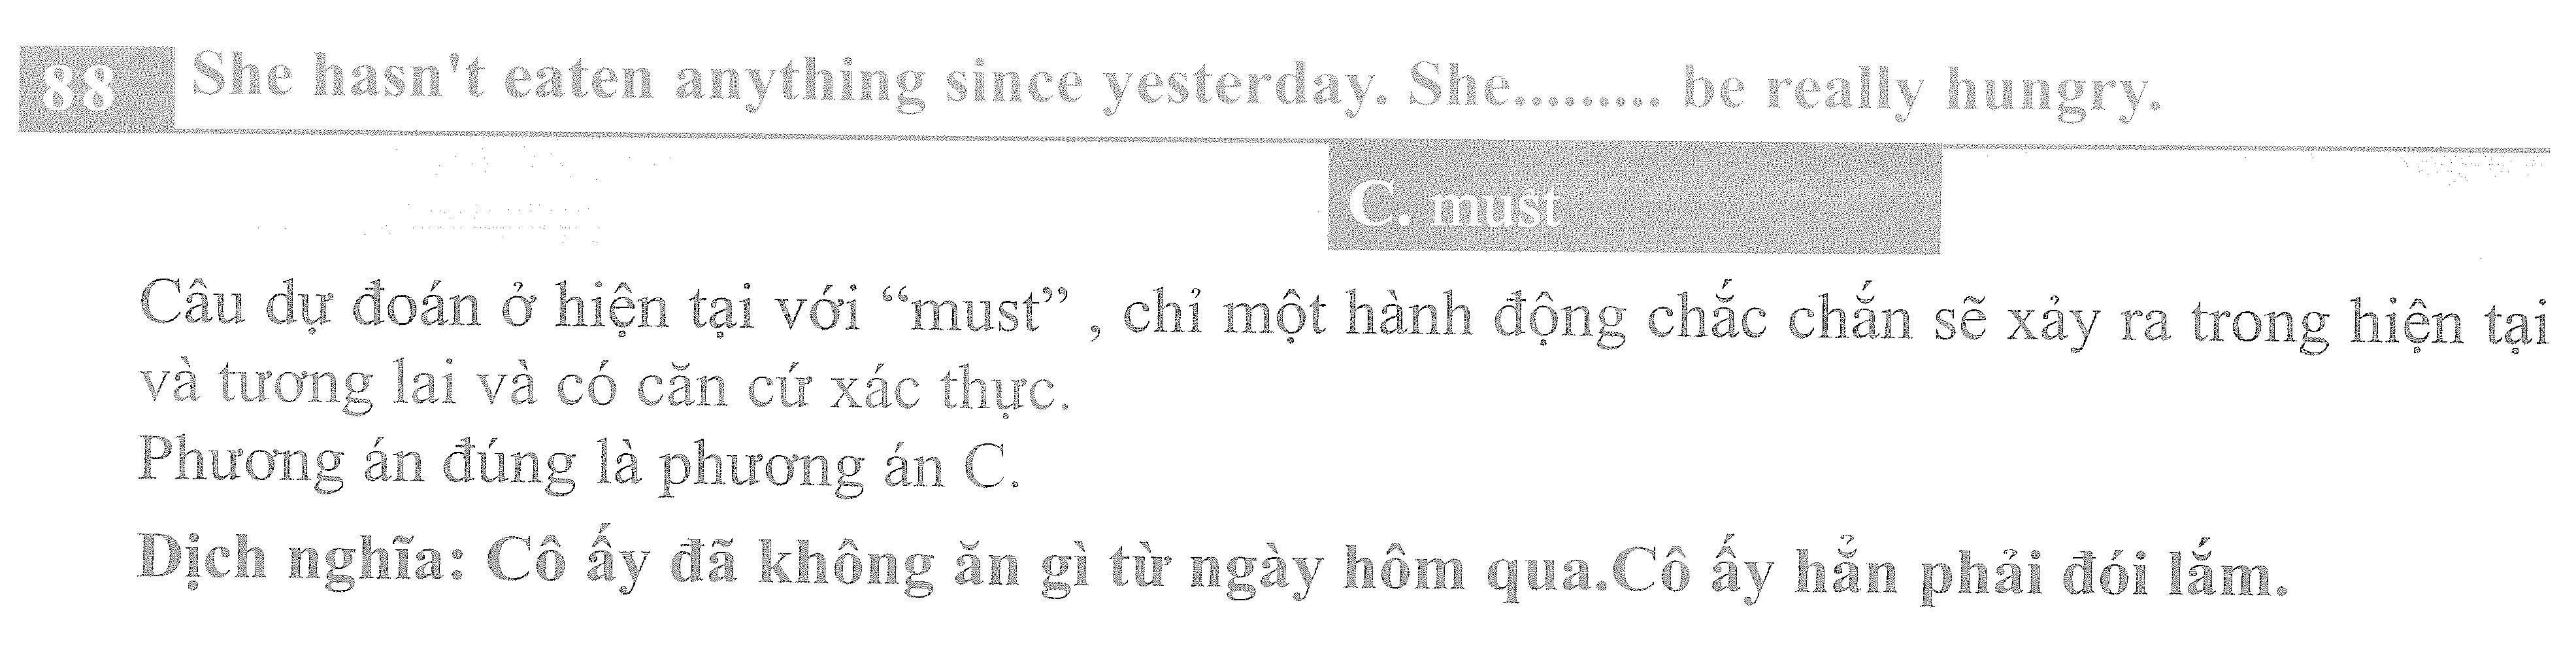 88 She hasn't eaten anything since yesterday. She......... be really hungry.
C. must
Câu dự đoán ở hiện tại với “must” , chỉ một hành động chắc chắn sẽ xảy ra trong hiện tại
và tương lai và có căn cứ xác thực.
Phương án đúng là phương án C.
Dịch nghĩa: Cô ấy đã không ăn gì từ ngày hôm qua.Cô ấy hẳn phải đói lắm.